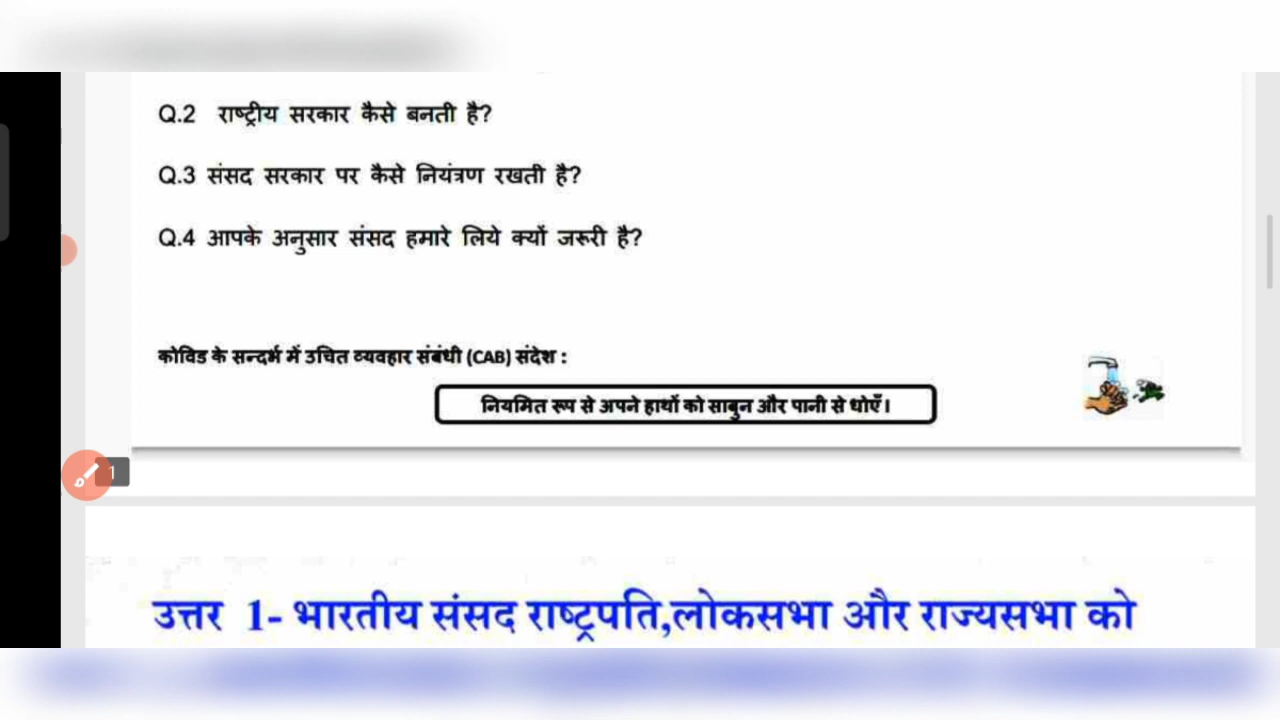 Q.2 राष्ट्रीय सरकार कैसे बनती है?
Q.3 संसद सरकार पर कैसे नियंत्रण रखती है?
Q.4 आपके अनुसार संसद हमारे लिये क्यों जरूरी है?
कोविड के सन्दर्भ में उचित व्यवहार संबंधी (CAB) संदेश :
नियमित रूप से अपने हाथों को साबुन और पानी से धोएँ।
1
उत्तर 1- भारतीय संसद राष्ट्रपति,लोकसभा और राज्यसभा को